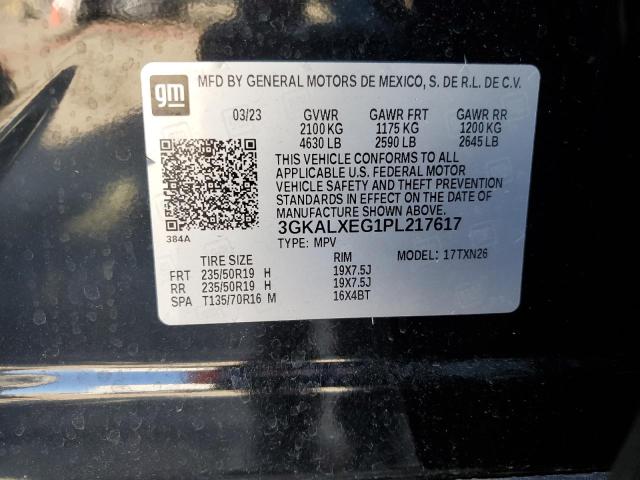 gm
MFD BY GENERAL MOTORS DE MEXICO, S. DE R.L. DE C.V.
03/23 GVWR GAWR FRT GAWR RR
2100 KG 1175 KG 1200 KG
4630 LB 2590 LB 2645 LB
THIS VEHICLE CONFORMS TO ALL
APPLICABLE U.S. FEDERAL MOTOR
VEHICLE SAFETY AND THEFT PREVENTION
STANDARDS IN EFFECT ON THE DATE OF
MANUFACTURE SHOWN ABOVE.
384A
3GKALXEG1PL217617
TYPE: MPV MODEL: 17TXN26
TIRE SIZE RIM
FRT 235/50R19 H 19X7.5J
RR 235/50R19 H 19X7.5J
SPA T135/70R16 M 16X4BT